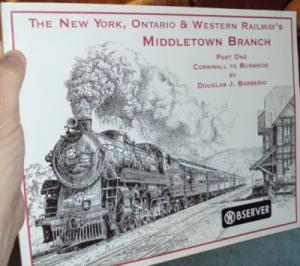 The New York, Ontario & Western Railway's
Middletown Branch
Part One
Cornwall to Burnside
by
Douglas J. Barberio
OBSERVER